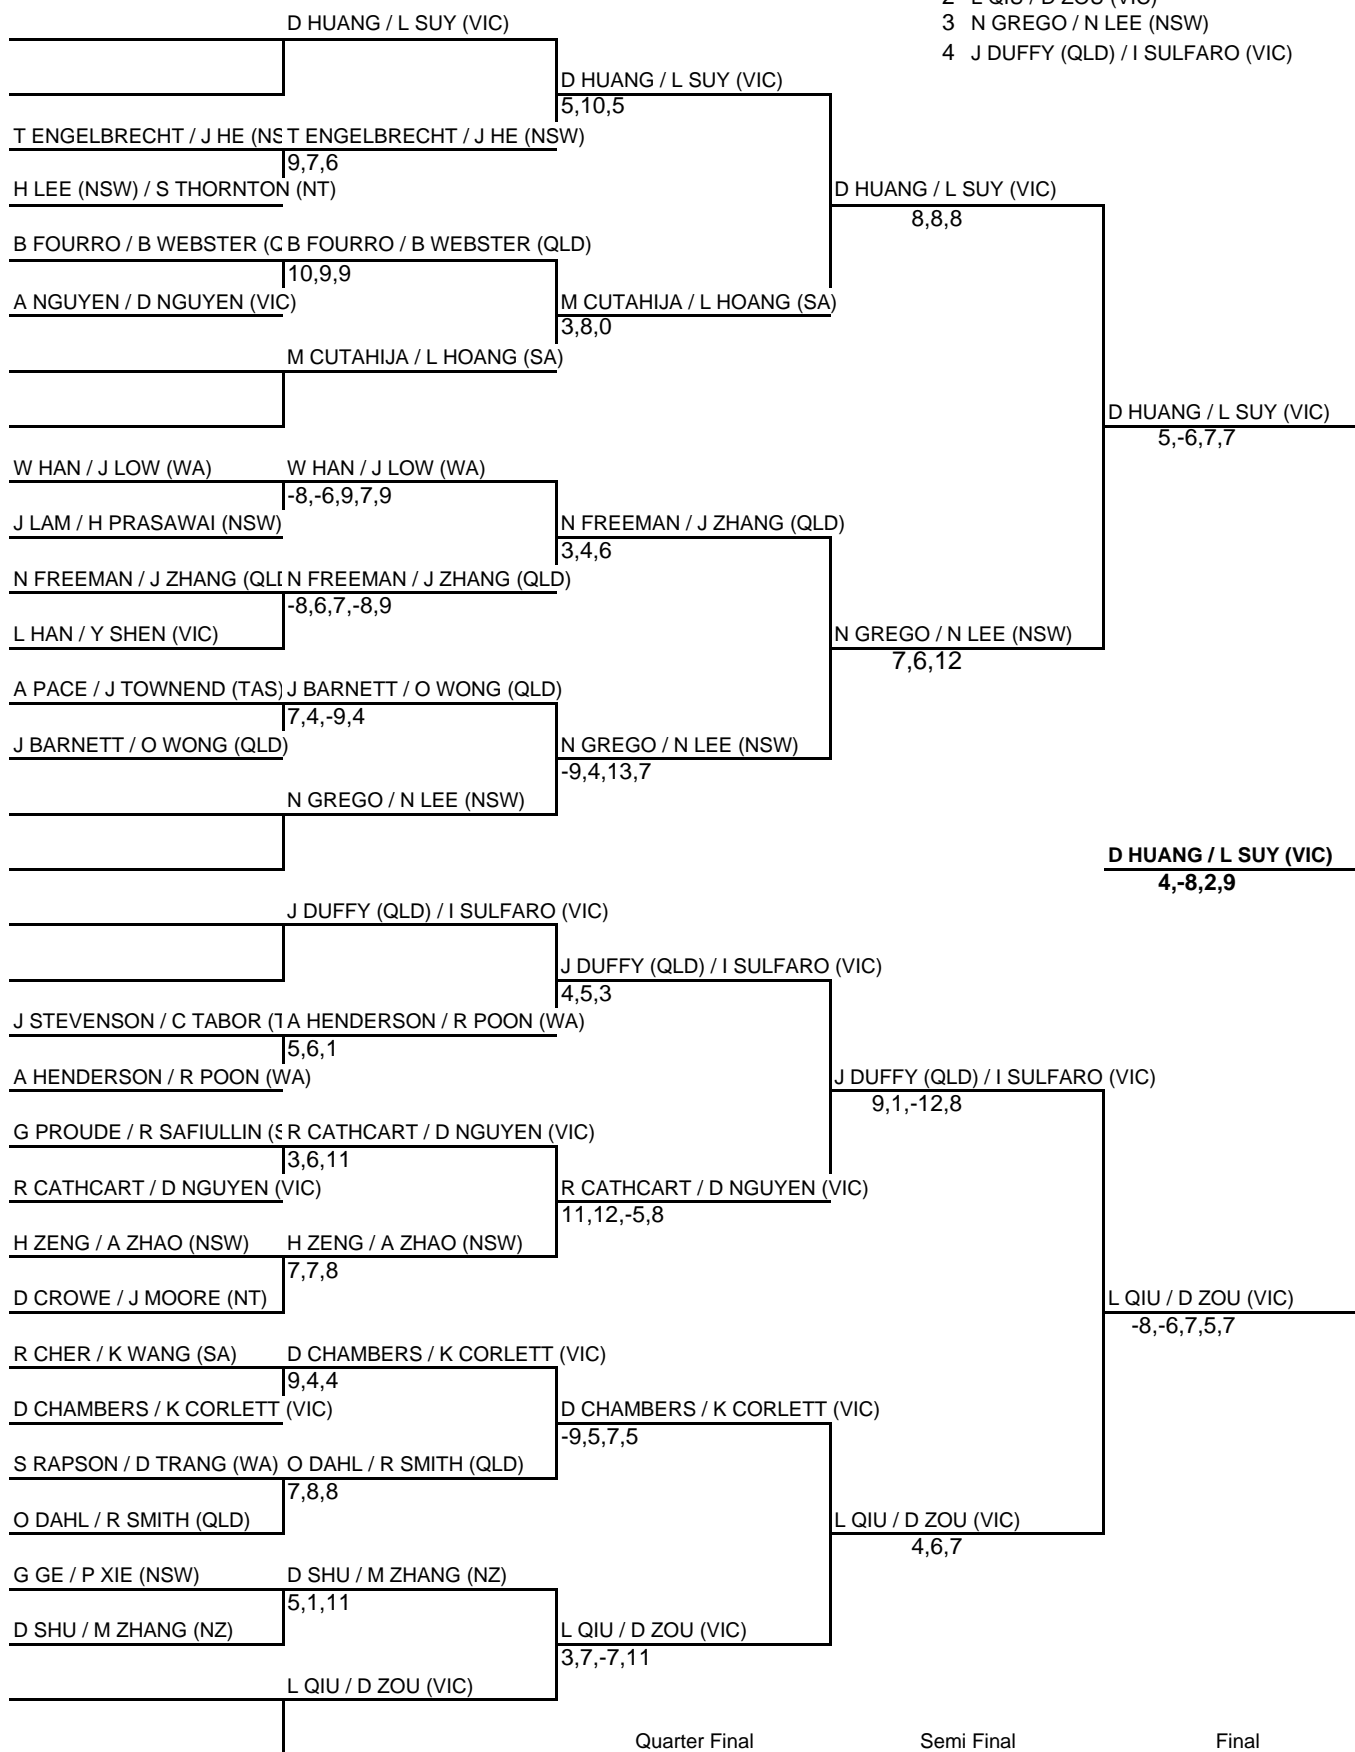 2 L QIU / D ZOU (VIC)
D HUANG / L SUY (VIC)
3 N GREGO / N LEE (NSW)
4 J DUFFY (QLD) / I SULFARO (VIC)
D HUANG / L SUY (VIC)
5,10,5
T ENGELBRECHT / J HE (NS T ENGELBRECHT / J HE (NSW)
9,7,6
H LEE (NSW) / S THORNTON (NT)
D HUANG / L SUY (VIC)
8,8,8
B FOURRO / B WEBSTER (Q B FOURRO / B WEBSTER (QLD)
10,9,9
A NGUYEN / D NGUYEN (VIC)
M CUTAHIJA / L HOANG (SA)
3,8,0
M CUTAHIJA / L HOANG (SA)
D HUANG / L SUY (VIC)
5,-6,7,7
W HAN / J LOW (WA) W HAN / J LOW (WA)
-8,-6,9,7,9
J LAM / H PRASAWAI (NSW)
N FREEMAN / J ZHANG (QLD)
3,4,6
N FREEMAN / J ZHANG (QLD N FREEMAN / J ZHANG (QLD)
-8,6,7,-8,9
L HAN / Y SHEN (VIC)
N GREGO / N LEE (NSW)
7,6,12
A PACE / J TOWNEND (TAS) J BARNETT / O WONG (QLD)
7,4,-9,4
J BARNETT / O WONG (QLD)
N GREGO / N LEE (NSW)
-9,4,13,7
N GREGO / N LEE (NSW)
D HUANG / L SUY (VIC)
4,-8,2,9
J DUFFY (QLD) / I SULFARO (VIC)
J DUFFY (QLD) / I SULFARO (VIC)
4,5,3
J STEVENSON / C TABOR (T A HENDERSON / R POON (WA)
5,6,1
A HENDERSON / R POON (WA)
J DUFFY (QLD) / I SULFARO (VIC)
9,1,-12,8
G PROUDE / R SAFIULLIN (S R CATHCART / D NGUYEN (VIC)
3,6,11
R CATHCART / D NGUYEN (VIC)
R CATHCART / D NGUYEN (VIC)
11,12,-5,8
H ZENG / A ZHAO (NSW) H ZENG / A ZHAO (NSW)
7,7,8
D CROWE / J MOORE (NT)
L QIU / D ZOU (VIC)
-8,-6,7,5,7
R CHER / K WANG (SA) D CHAMBERS / K CORLETT (VIC)
9,4,4
D CHAMBERS / K CORLETT (VIC)
D CHAMBERS / K CORLETT (VIC)
-9,5,7,5
S RAPSON / D TRANG (WA) O DAHL / R SMITH (QLD)
7,8,8
O DAHL / R SMITH (QLD)
L QIU / D ZOU (VIC)
4,6,7
G GE / P XIE (NSW) D SHU / M ZHANG (NZ)
5,1,11
D SHU / M ZHANG (NZ)
L QIU / D ZOU (VIC)
3,7,-7,11
L QIU / D ZOU (VIC)
Quarter Final Semi Final Final